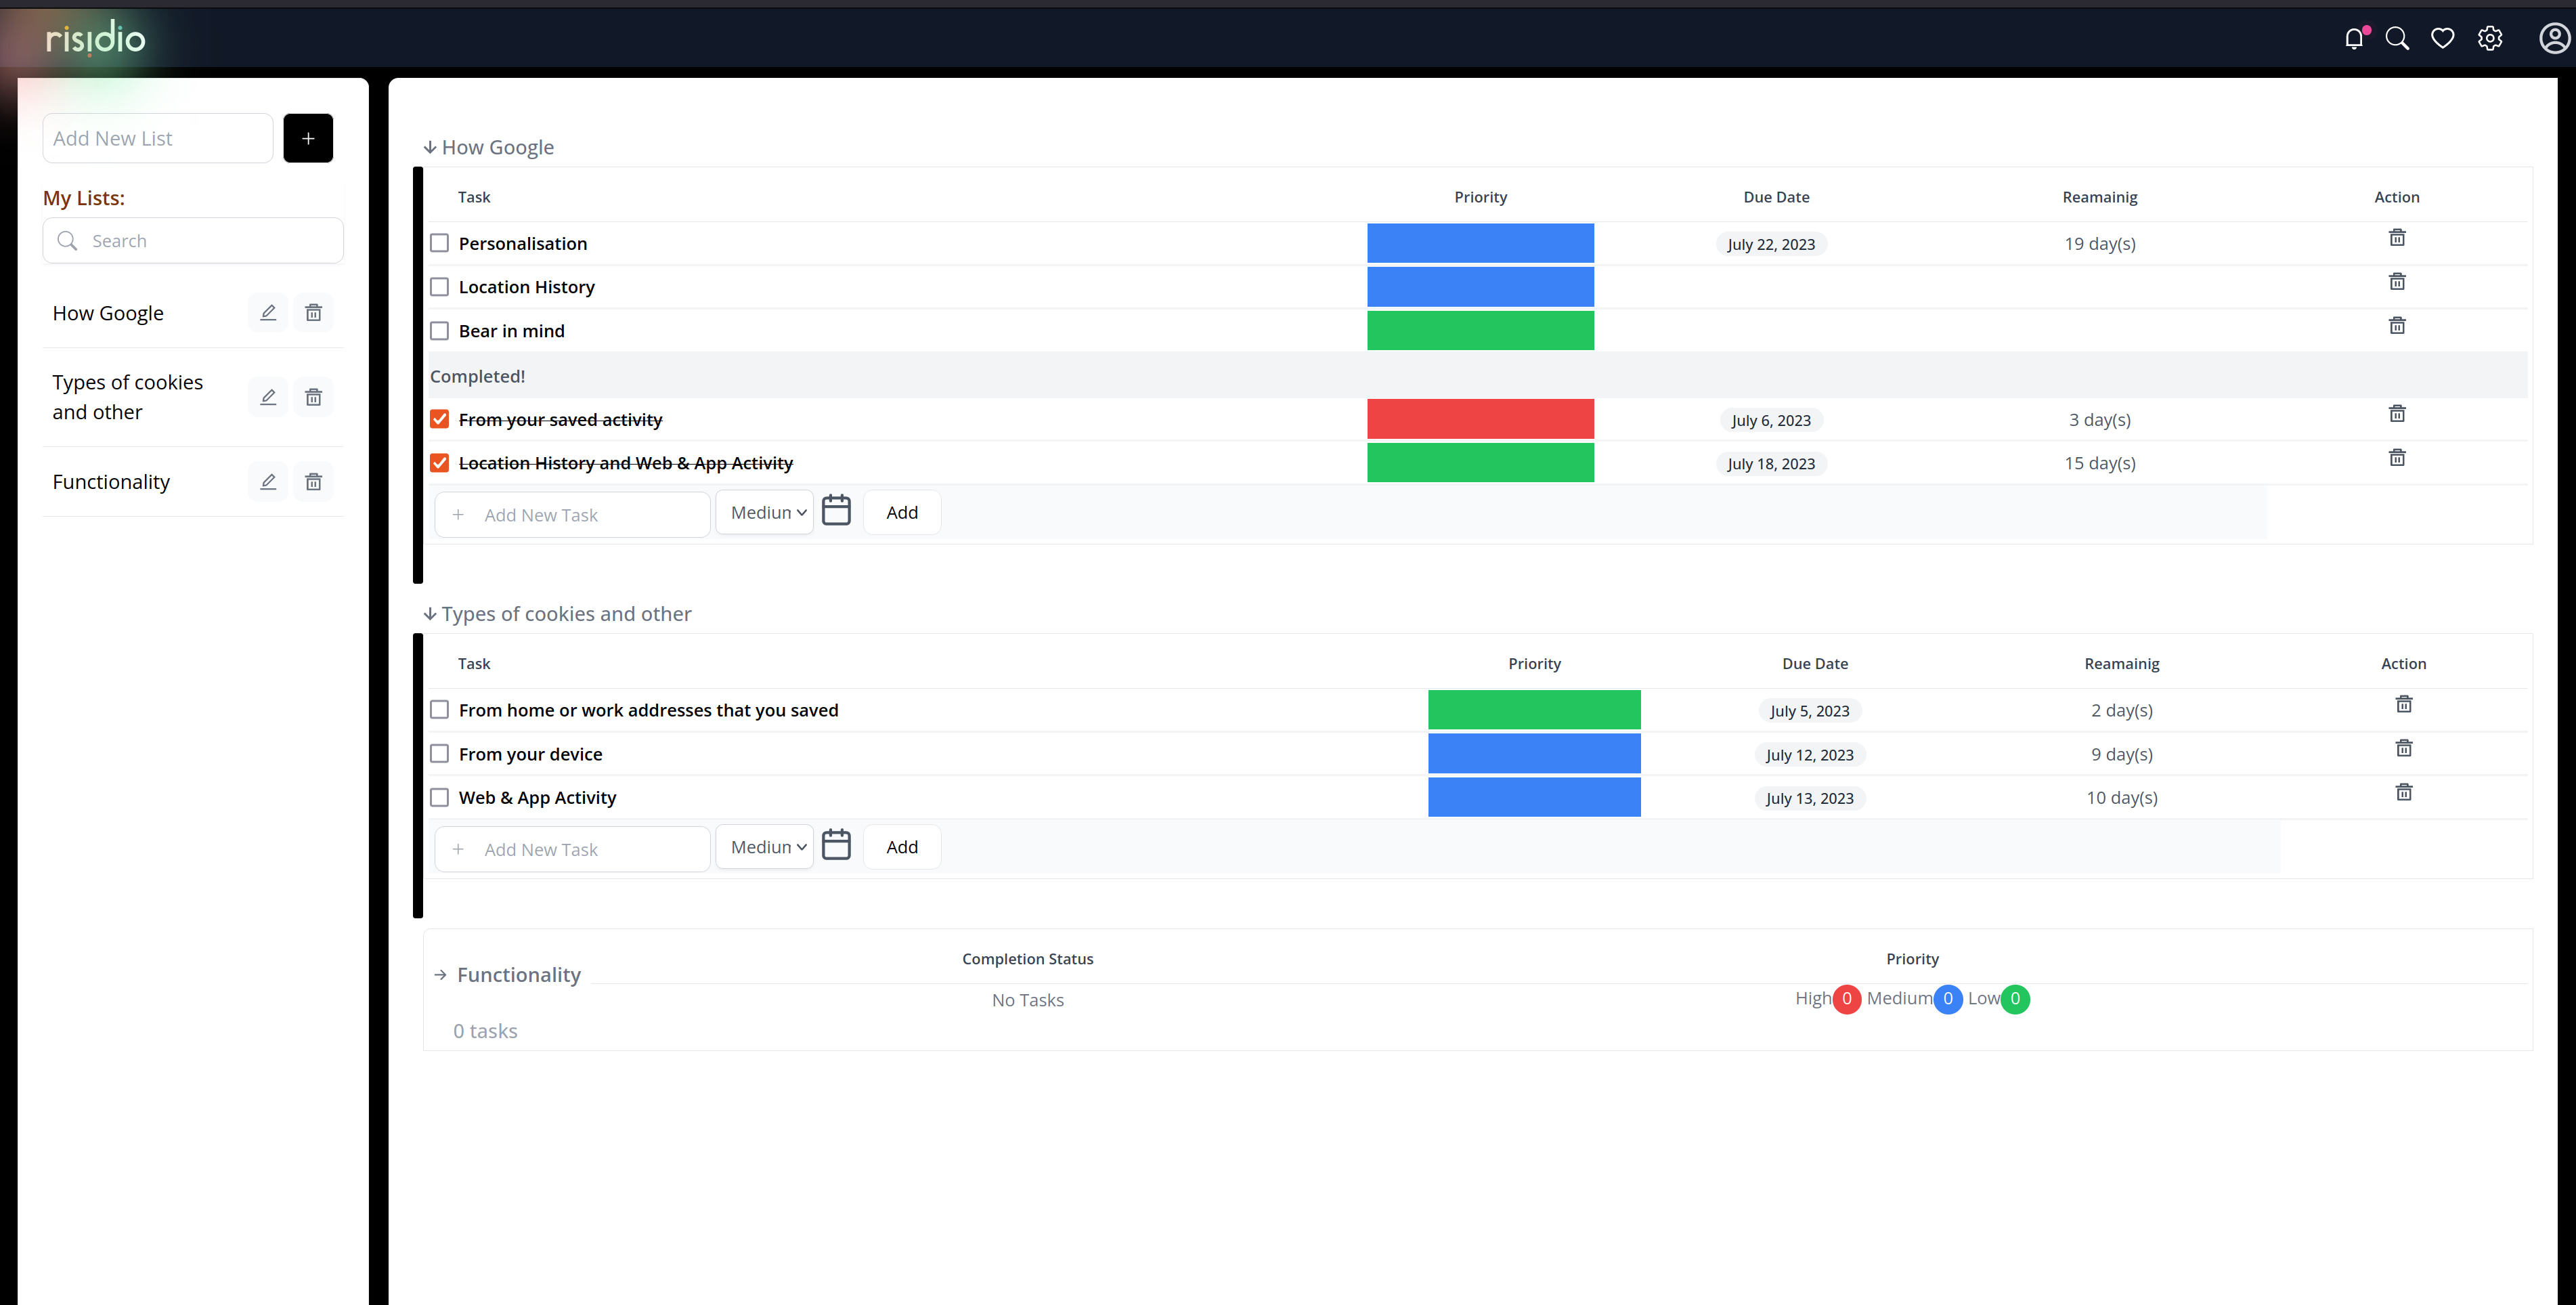 risidio
Add New List
+
My Lists:
Search
How Google
Types of cookies
and other
Functionality
How Google
Task Priority Due Date Reamainig Action
Personalisation July 22, 2023 19 day(s)
Location History
Bear in mind
Completed!
From your saved activity July 6, 2023 3 day(s)
Location History and Web & App Activity July 18, 2023 15 day(s)
+ Add New Task Medium Add
Types of cookies and other
Task Priority Due Date Reamainig Action
From home or work addresses that you saved July 5, 2023 2 day(s)
From your device July 12, 2023 9 day(s)
Web & App Activity July 13, 2023 10 day(s)
+ Add New Task Medium Add
Completion Status Priority
Functionality
No Tasks High 0 Medium 0 Low 0
0 tasks